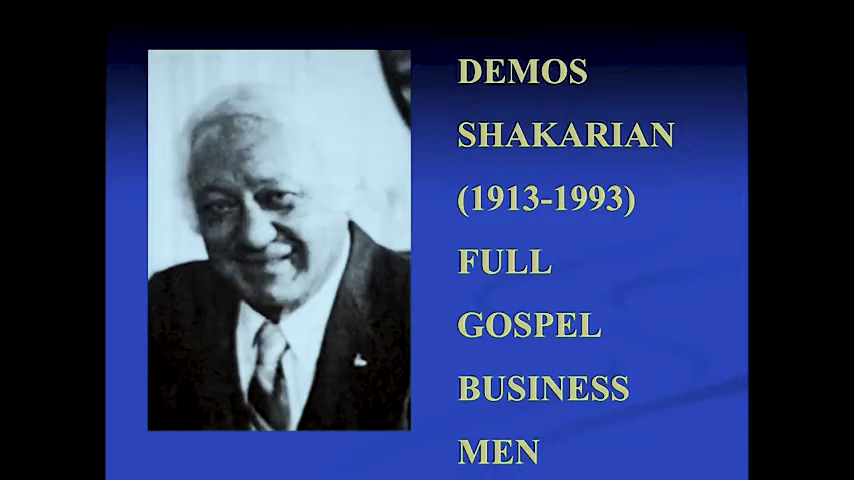 DEMOS
SHAKARIAN
(1913-1993)
FULL
GOSPEL
BUSINESS
MEN